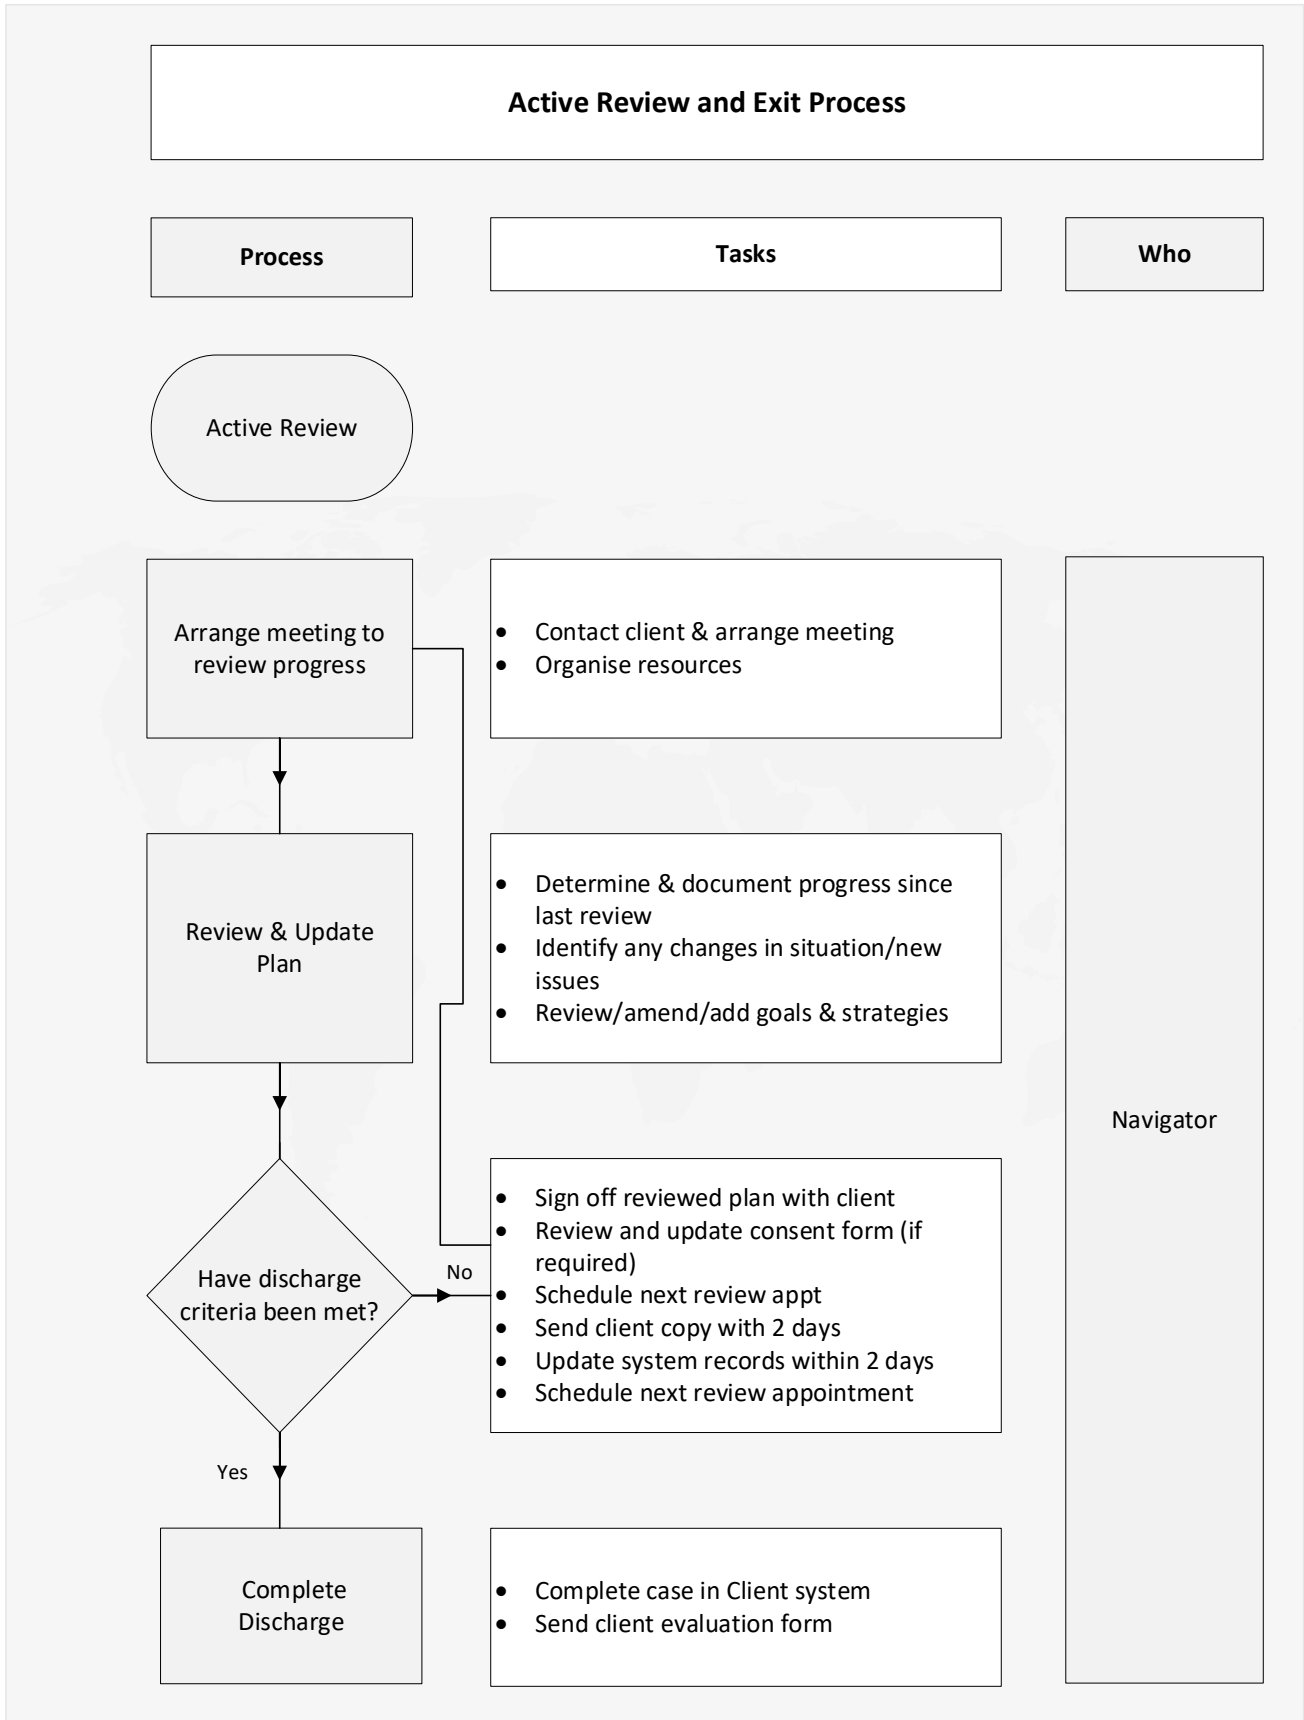 Active Review and Exit Process
Process
Tasks
Who
Active Review
Arrange meeting to
review progress
• Contact client & arrange meeting
• Organise resources
Review & Update
Plan
• Determine & document progress since
last review
• Identify any changes in situation/new
issues
• Review/amend/add goals & strategies
Navigator
Have discharge
criteria been met?
No
• Sign off reviewed plan with client
• Review and update consent form (if
required)
• Schedule next review appt
• Send client copy with 2 days
• Update system records within 2 days
• Schedule next review appointment
Yes
Complete
Discharge
• Complete case in Client system
• Send client evaluation form